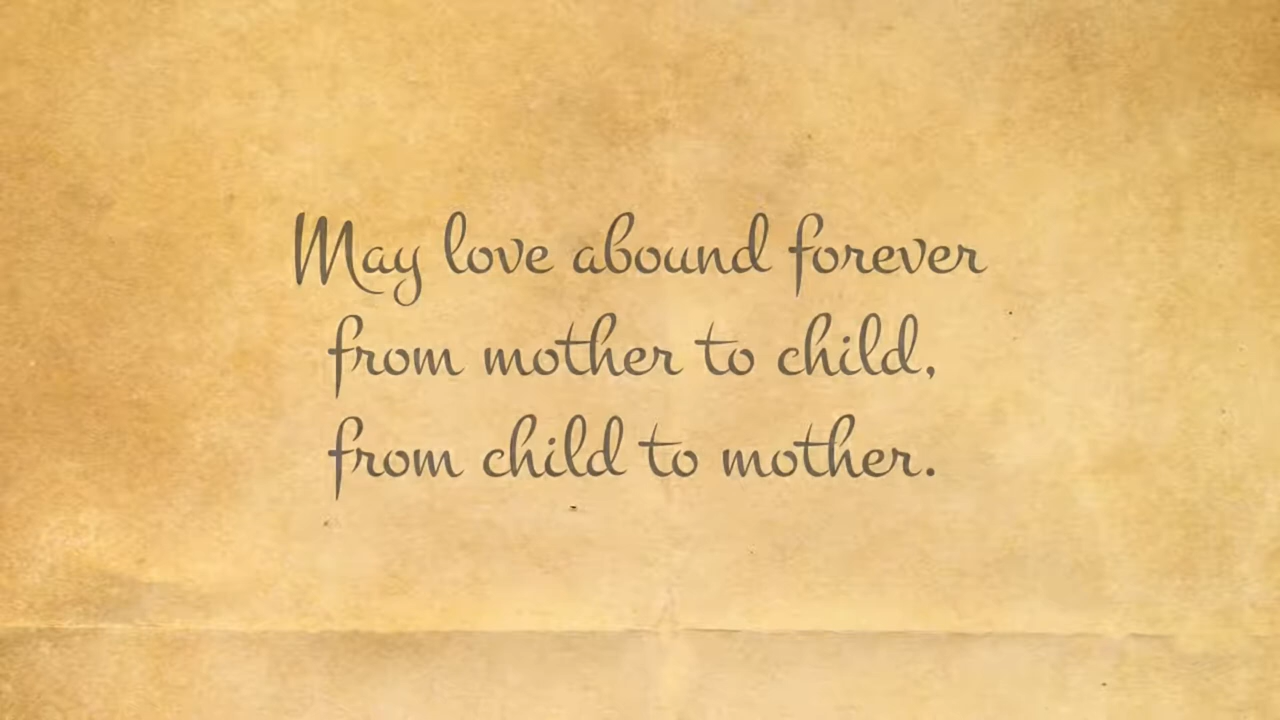 May love abound forever
from mother to child,
from child to mother.